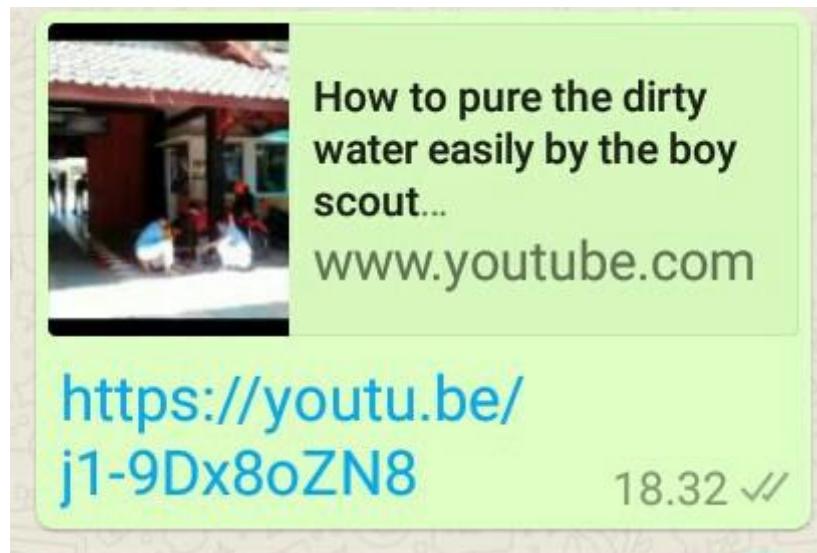 How to pure the dirty
water easily by the boy
scout...
www.youtube.com
https://youtu.be/
j1-9Dx8oZN8
18.32